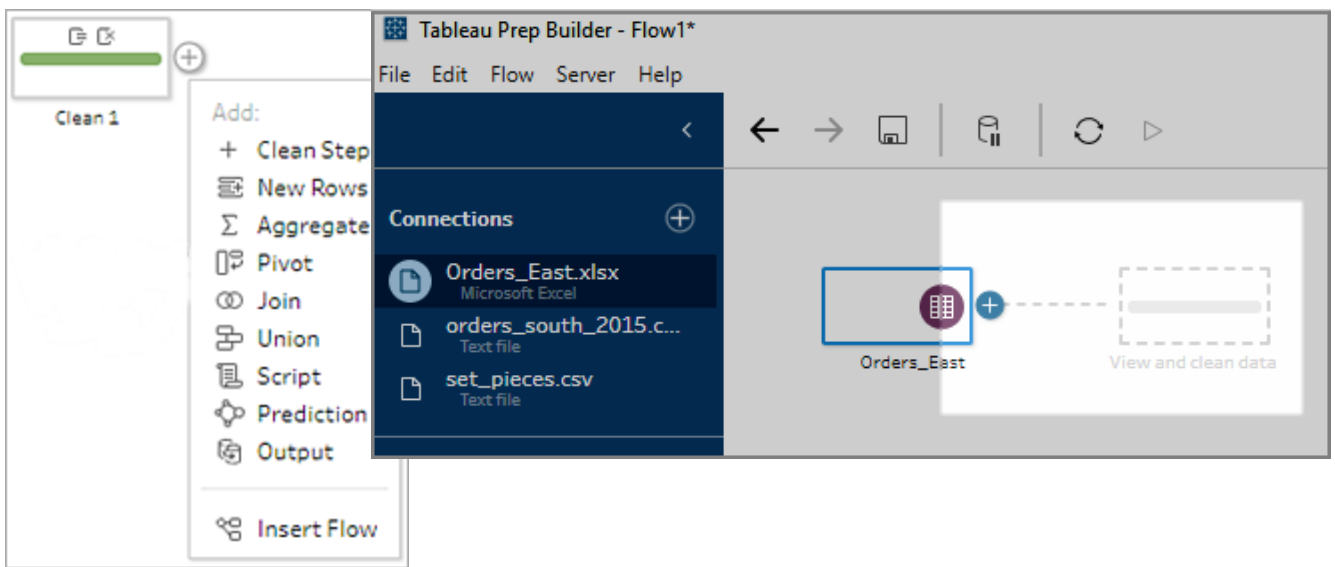 Clean 1
Add:
Clean Step
New Rows
Aggregate
Pivot
Join
Union
Script
Prediction
Output
Insert Flow
Tableau Prep Builder - Flow1*
File Edit Flow Server Help
Connections
Orders_East.xlsx
Microsoft Excel
orders_south_2015.c...
Text file
set_pieces.csv
Text file
Orders_East
View and clean data